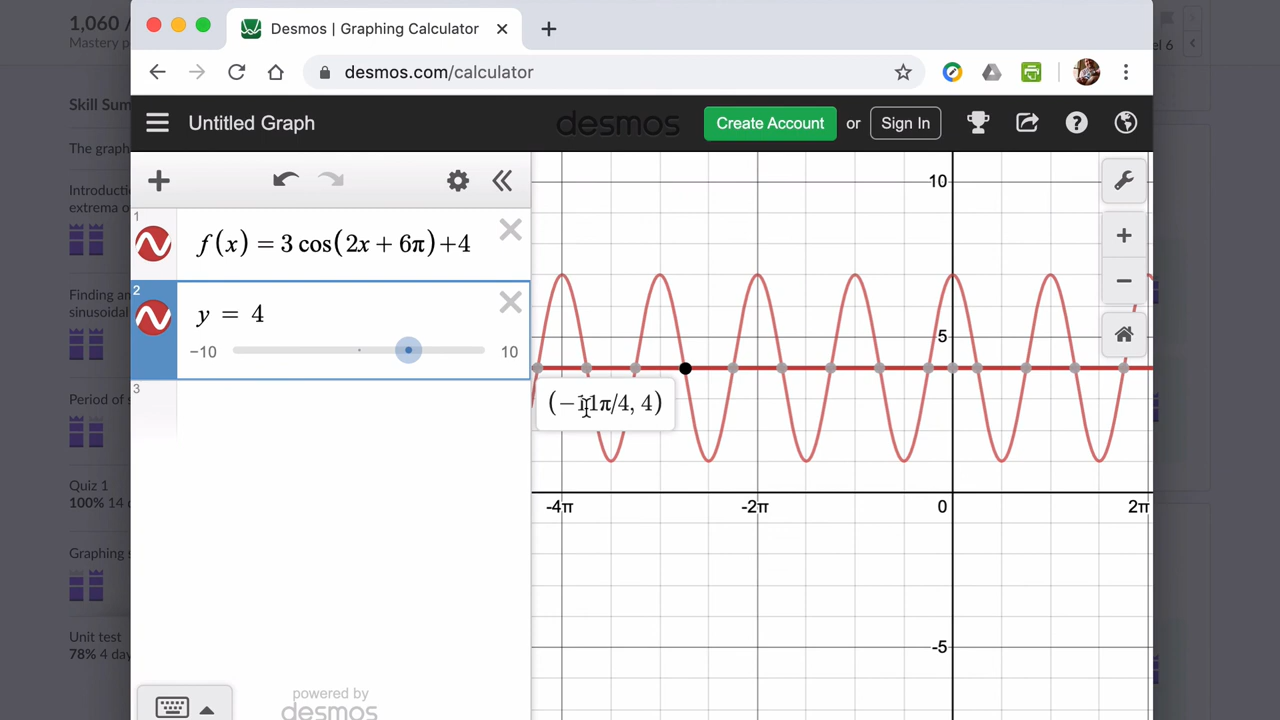 1,060 /
Mastery p
Skill Sum
The graph
Introducti
extrema o
Finding an
sinusoidal
Period of s
Quiz 1
100% 14 d
Graphing s
Unit test
78% 4 day
el 6
Desmos | Graphing Calculator
desmos.com/calculator
Untitled Graph
desmos
Create Account
or
Sign In
1
f(x) = 3 cos(2x + 6π)+4
2
y = 4
-10
10
3
powered by
desmos
10
5
(−11π/4, 4)
-4π
-2π
0
2π
-5